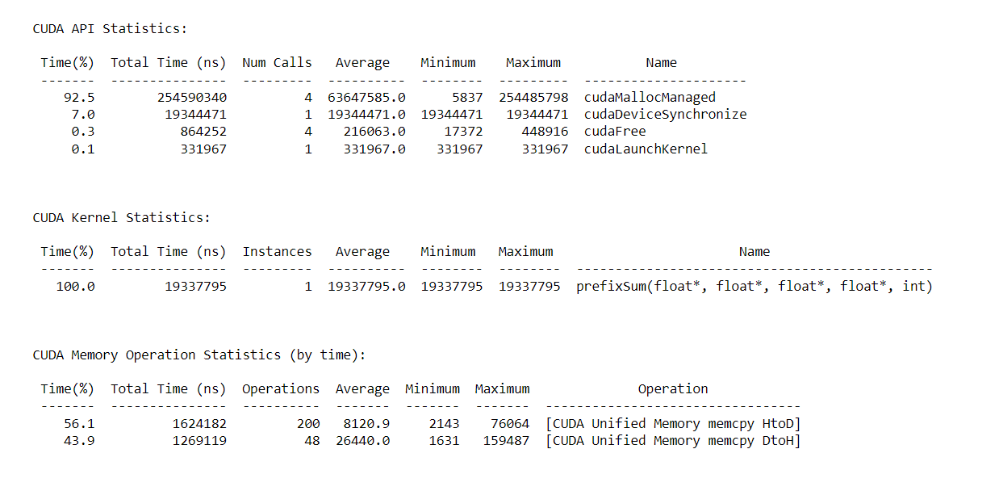 CUDA API Statistics:
Time(%) Total Time (ns) Num Calls Average Minimum Maximum Name
------- --------------- --------- ---------- -------- --------- ---------------------
92.5 254590340 4 63647585.0 5837 254485798 cudaMallocManaged
7.0 19344471 1 19344471.0 19344471 19344471 cudaDeviceSynchronize
0.3 864252 4 216063.0 17372 448916 cudaFree
0.1 331967 1 331967.0 331967 331967 cudaLaunchKernel
CUDA Kernel Statistics:
Time(%) Total Time (ns) Instances Average Minimum Maximum Name
------- --------------- --------- ---------- -------- -------- ----------------------------------------------
100.0 19337795 1 19337795.0 19337795 19337795 prefixSum(float*, float*, float*, float*, int)
CUDA Memory Operation Statistics (by time):
Time(%) Total Time (ns) Operations Average Minimum Maximum Operation
------- --------------- ---------- ------- ------- ------- ---------------------------------
56.1 1624182 200 8120.9 2143 76064 [CUDA Unified Memory memcpy HtoD]
43.9 1269119 48 26440.0 1631 159487 [CUDA Unified Memory memcpy DtoH]